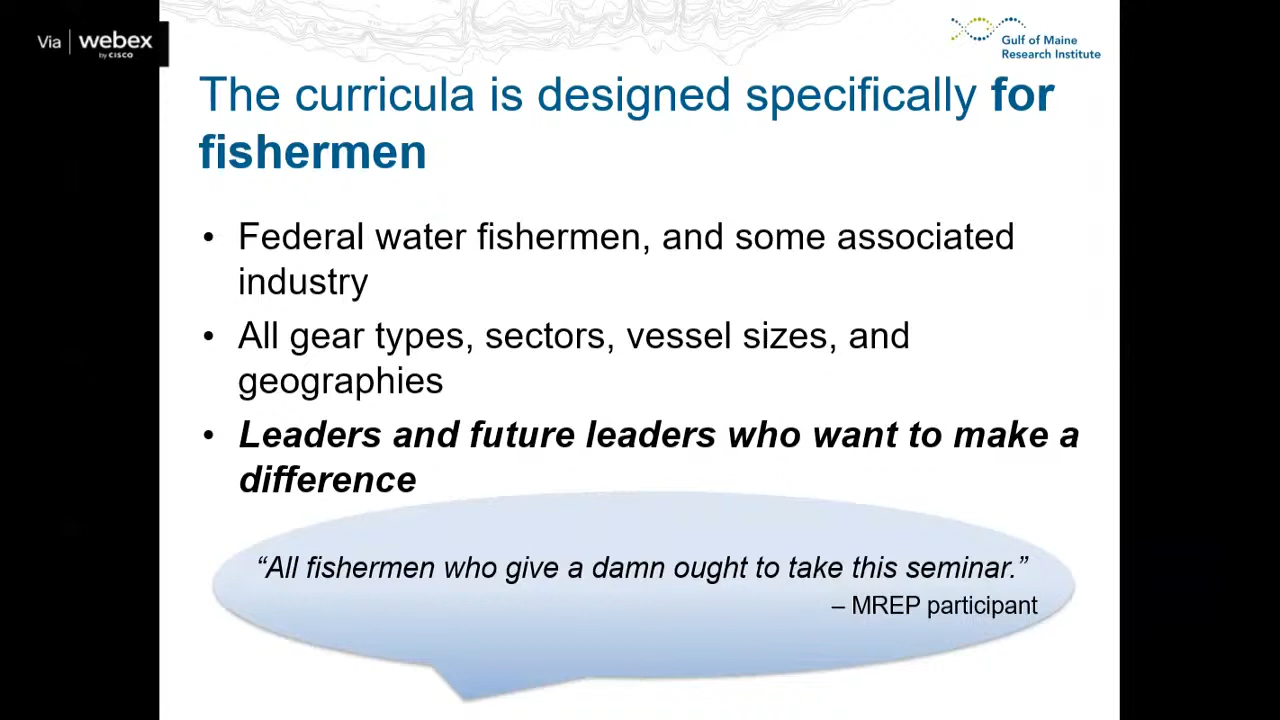 Via | webex
by CISCO
Gulf of Maine
Research Institute
The curricula is designed specifically for
fishermen
• Federal water fishermen, and some associated
industry
• All gear types, sectors, vessel sizes, and
geographies
• Leaders and future leaders who want to make a
difference
“All fishermen who give a damn ought to take this seminar.”
– MREP participant